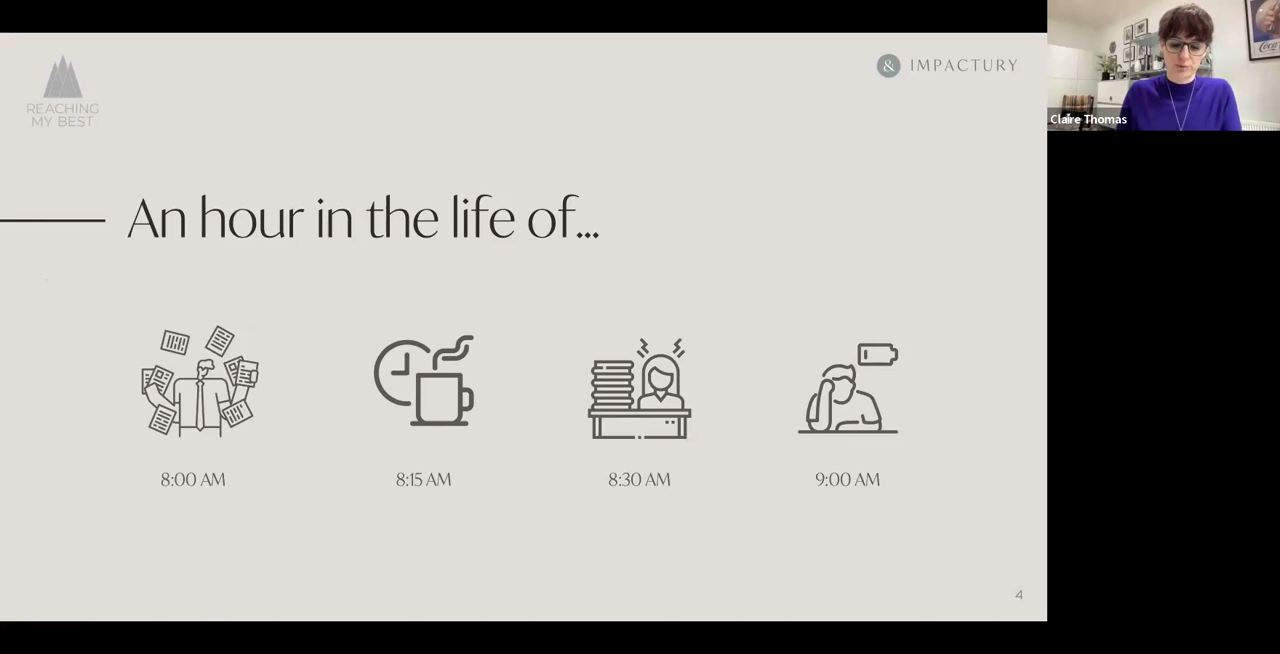 REACHING
MY BEST
& IMPACTURY
Claire Thomas
An hour in the life of...
8:00 AM
8:15 AM
8:30 AM
9:00 AM
4